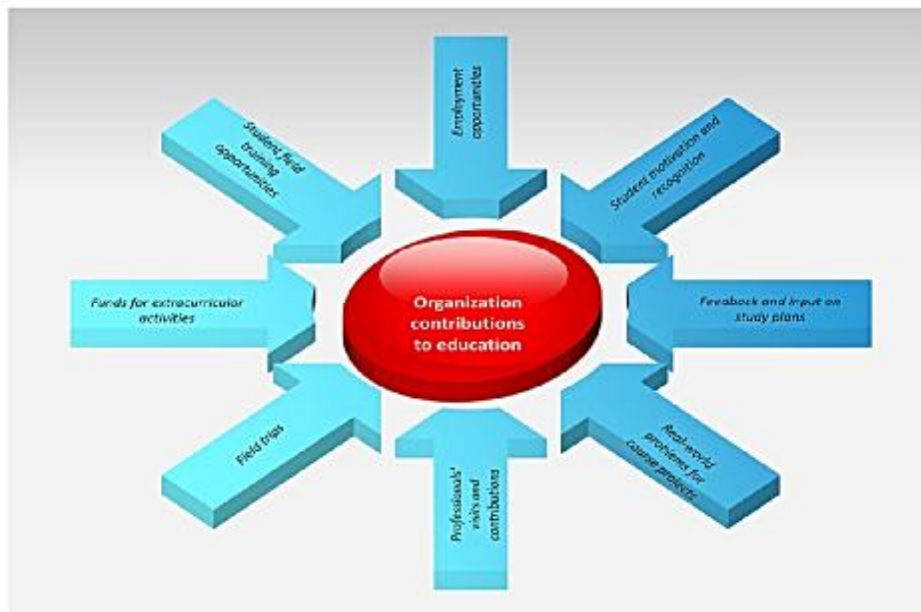 Employment
opportunities
Student motivation and
recognition
Feedback and input on
study plans
Real-world
problems for
course projects
Professionals'
visits and
contributions
Field trips
Funds for extracurricular
activities
Student field
training
opportunities
Organization
contributions
to education